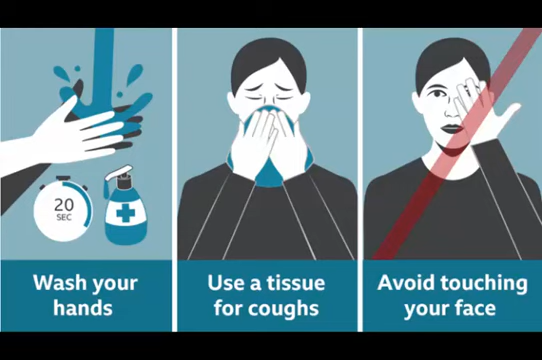 20
SEC
Wash your
hands
Use a tissue
for coughs
Avoid touching
your face